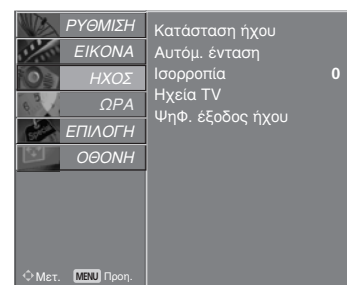 ΡΥΘΜΙΣΗ
ΕΙΚΟΝΑ
ΗΧΟΣ
ΩΡΑ
ΕΠΙΛΟΓΗ
ΟΘΟΝΗ
Κατάσταση ήχου
Αυτόμ. ένταση
Ισορροπία 0
Ηχεία TV
Ψηφ. έξοδος ήχου
Μετ. MENU Προη.